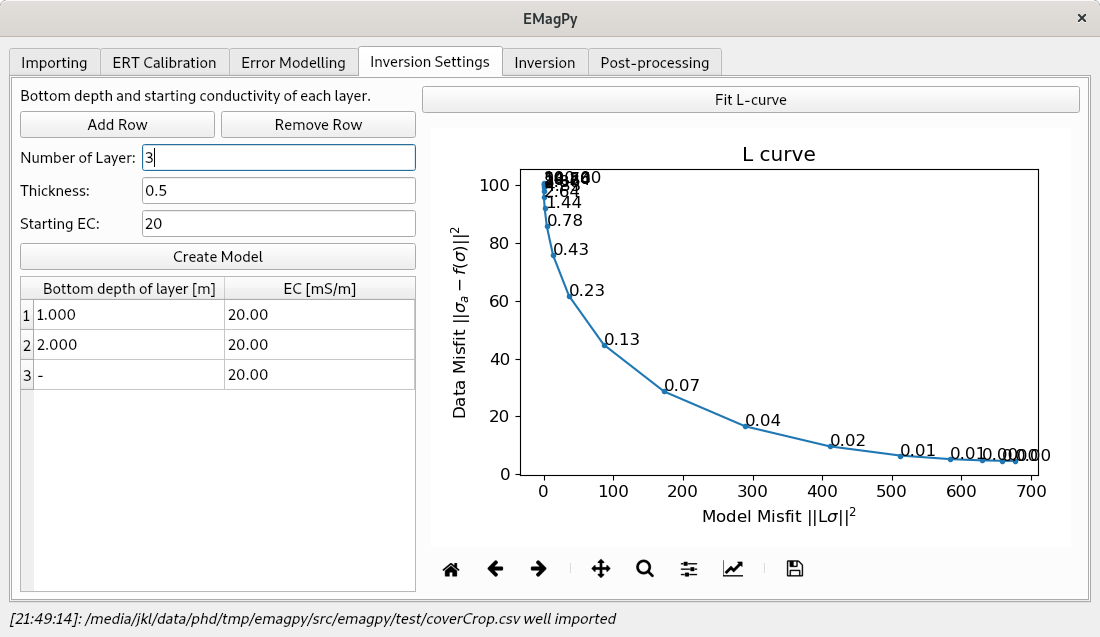 EMagPy
×
Importing
ERT Calibration
Error Modelling
Inversion Settings
Inversion
Post-processing
Bottom depth and starting conductivity of each layer.
Add Row
Remove Row
Number of Layer: 3
Thickness: 0.5
Starting EC: 20
Create Model
Bottom depth of layer [m] EC [mS/m]
1 1.000 20.00
2 2.000 20.00
3 - 20.00
Fit L-curve
L curve
Data Misfit ||σₐ − f(σ)||²
100
80
60
40
20
0
2.64
1.44
0.78
0.43
0.23
0.13
0.07
0.04
0.02
0.01
0.01
0.00
0.00
0 100 200 300 400 500 600 700
Model Misfit ||Lσ||²
[21:49:14]: /media/jkl/data/phd/tmp/emagpy/src/emagpy/test/coverCrop.csv well imported